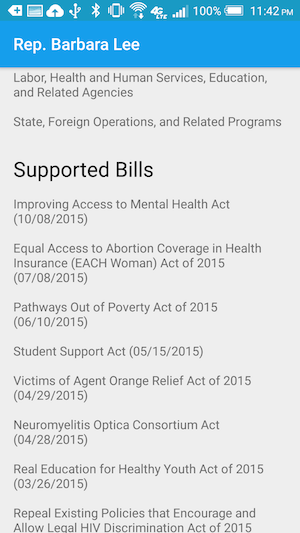 100% 11:42 PM
Rep. Barbara Lee
Labor, Health and Human Services, Education,
and Related Agencies
State, Foreign Operations, and Related Programs
Supported Bills
Improving Access to Mental Health Act
(10/08/2015)
Equal Access to Abortion Coverage in Health
Insurance (EACH Woman) Act of 2015
(07/08/2015)
Pathways Out of Poverty Act of 2015
(06/10/2015)
Student Support Act (05/15/2015)
Victims of Agent Orange Relief Act of 2015
(04/29/2015)
Neuromyelitis Optica Consortium Act
(04/28/2015)
Real Education for Healthy Youth Act of 2015
(03/26/2015)
Repeal Existing Policies that Encourage and
Allow Legal HIV Discrimination Act of 2015